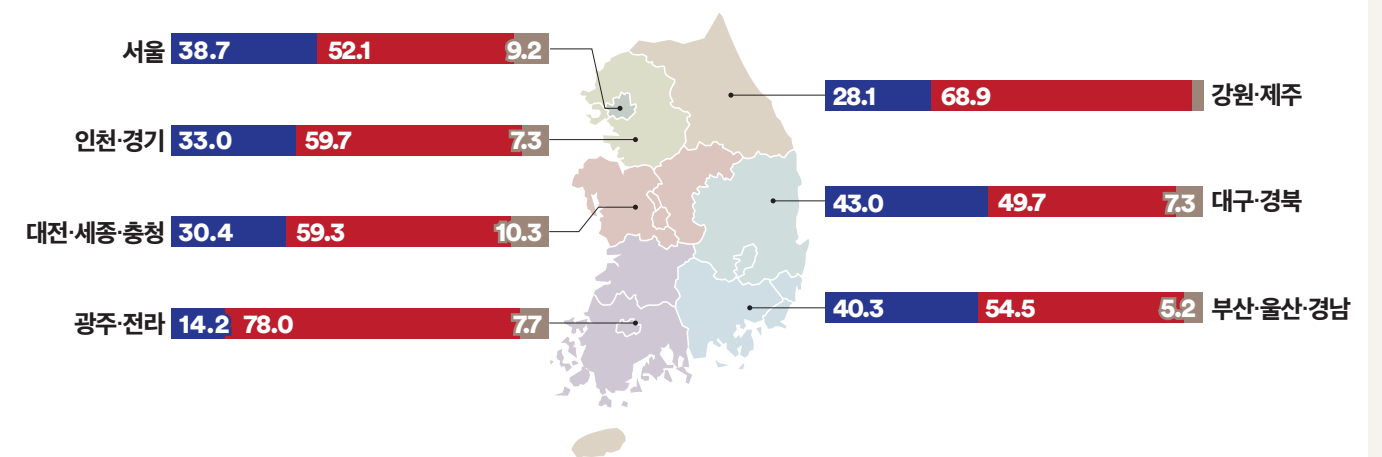 서울 38.7 52.1 9.2
인천·경기 33.0 59.7 7.3
대전·세종·충청 30.4 59.3 10.3
광주·전라 14.2 78.0 7.7
28.1 68.9 강원·제주
43.0 49.7 7.3 대구·경북
40.3 54.5 5.2 부산·울산·경남